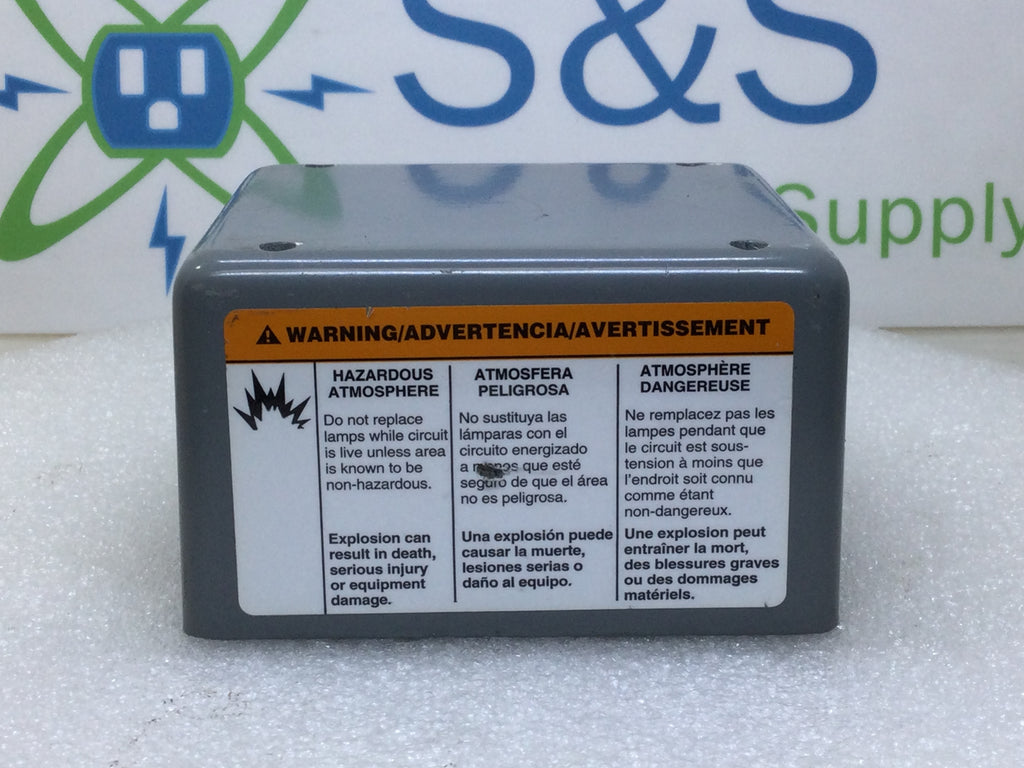 S&S
Supply
WARNING/ADVERTENCIA/AVERTISSEMENT
HAZARDOUS
ATMOSPHERE
Do not replace
lamps while circuit
is live unless area
is known to be
non-hazardous.
Explosion can
result in death,
serious injury
or equipment
damage.
ATMOSFERA
PELIGROSA
No sustituya las
lámparas con el
circuito energizado
a menos que esté
seguro de que el área
no es peligrosa.
Una explosión puede
causar la muerte,
lesiones serias o
daño al equipo.
ATMOSPHÈRE
DANGEREUSE
Ne remplacez pas les
lampes pendant que
le circuit est sous-
tension à moins que
l'endroit soit connu
comme étant
non-dangereux.
Une explosion peut
entraîner la mort,
des blessures graves
ou des dommages
matériels.